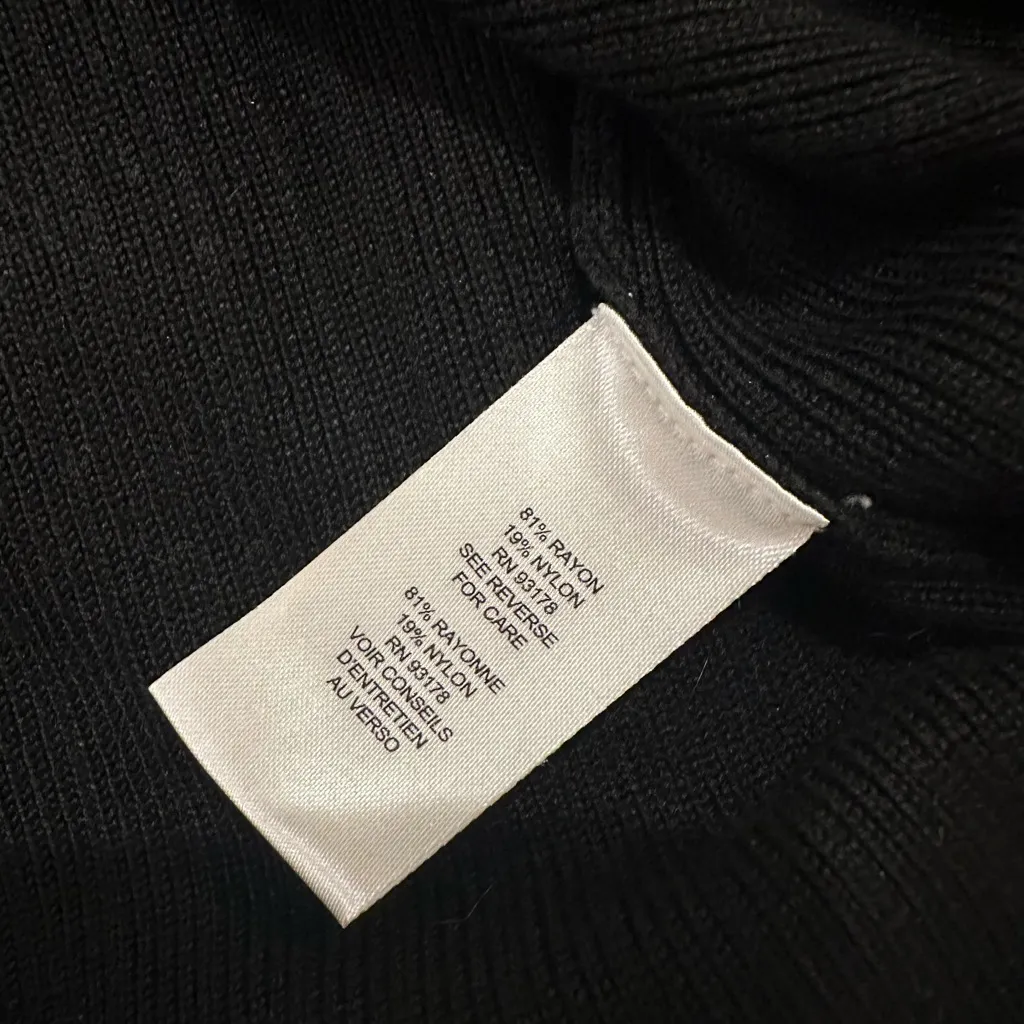 81% RAYON
19% NYLON
RN 93178
SEE REVERSE
FOR CARE
81% RAYONNE
19% NYLON
RN 93178
VOIR CONSEILS
D'ENTRETIEN
AU VERSO